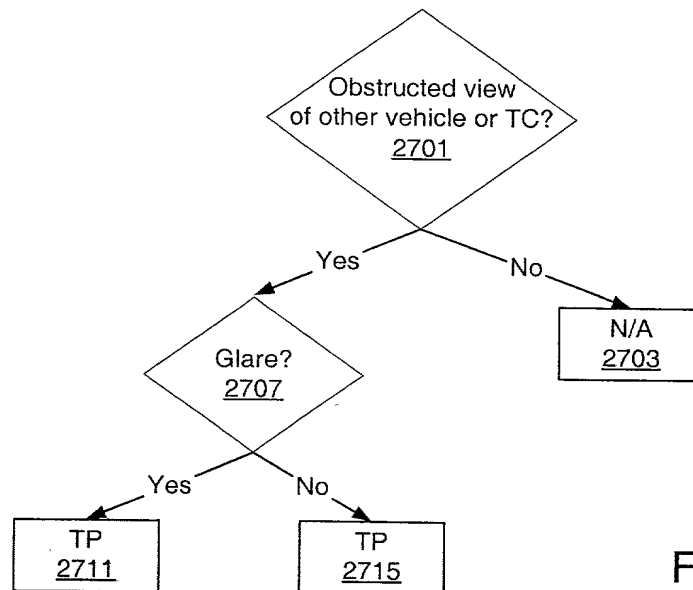 Obstructed view
of other vehicle or TC?
2701
Yes
No
Glare?
2707
N/A
2703
Yes
No
TP
2711
TP
2715
F